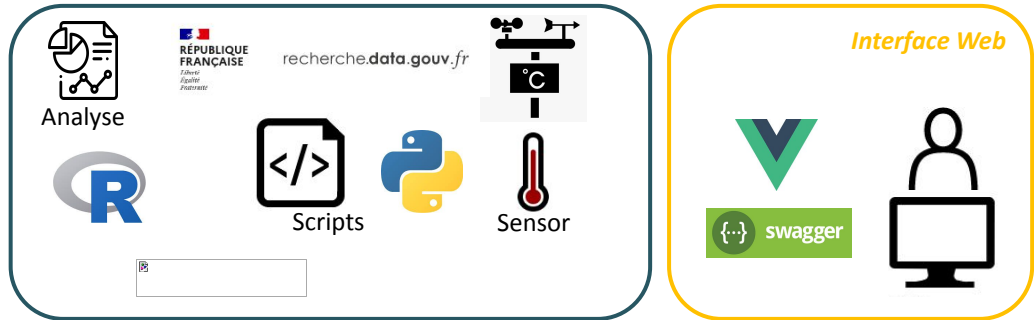 Analyse
RÉPUBLIQUE
FRANÇAISE
Liberté
Égalité
Fraternité
recherche.data.gouv.fr
°C
R
</>
Scripts
Sensor
Interface Web
{··}
swagger